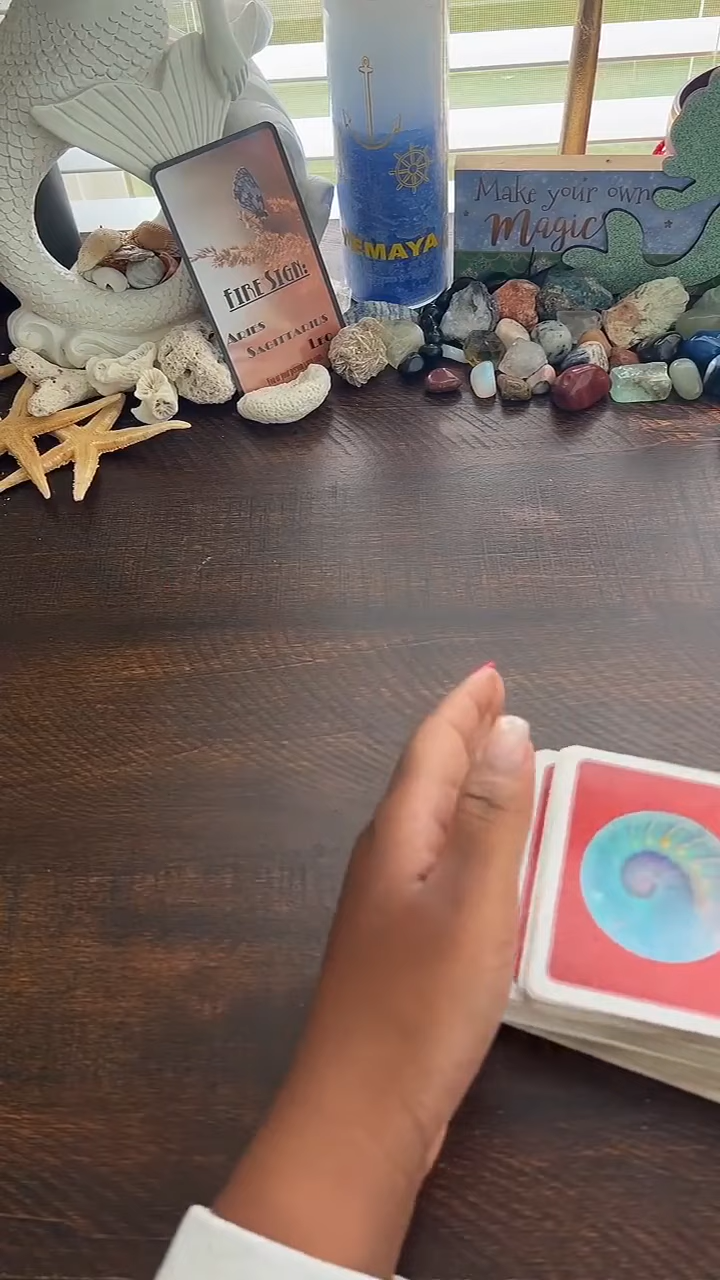 FIRE SIGN:
ARIES
SAGITTARIUS
LEO
YEMAYA
Make your own
Magic